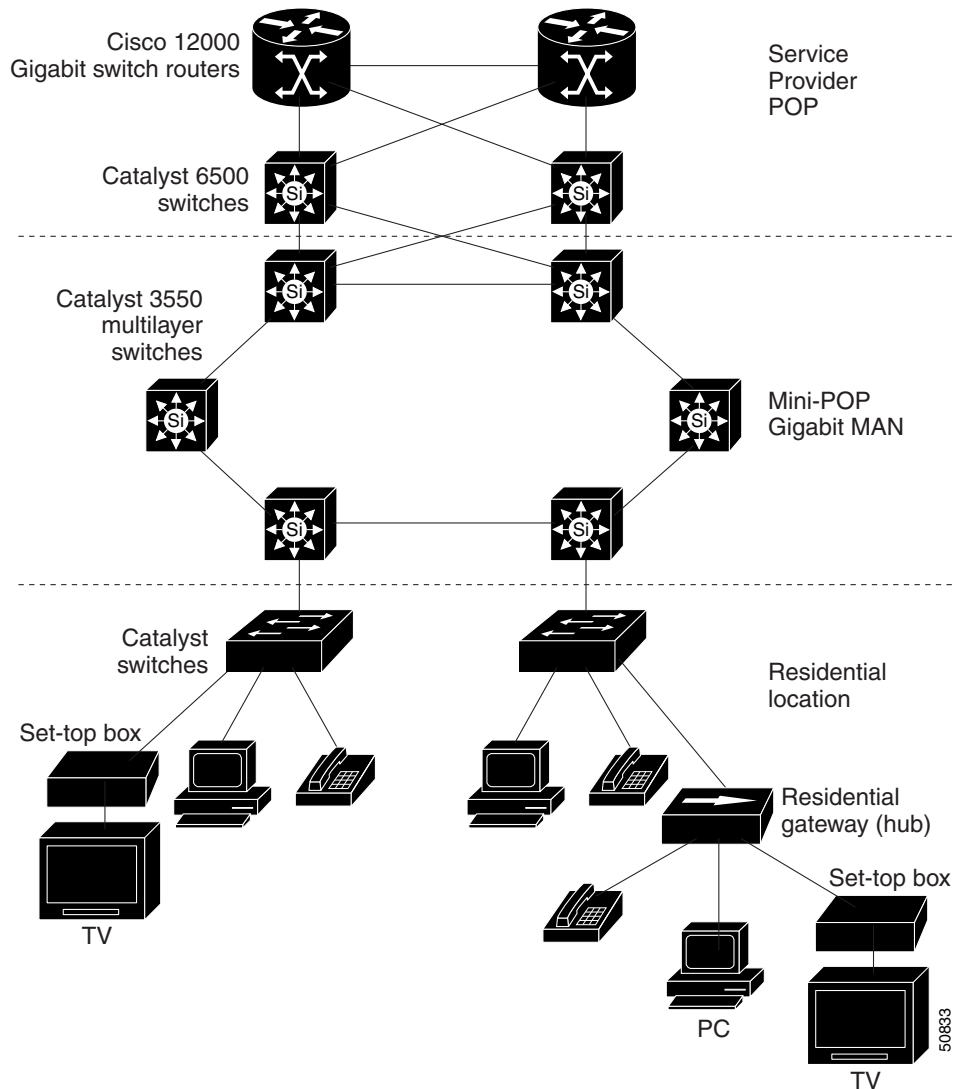 Cisco 12000
Gigabit switch routers
Service
Provider
POP
Catalyst 6500
switches
Si
Si
Si
Si
Catalyst 3550
multilayer
switches
Si
Si
Mini-POP
Gigabit MAN
Si
Si
Catalyst
switches
Residential
location
Set-top box
TV
Residential
gateway (hub)
Set-top box
PC
TV
50833